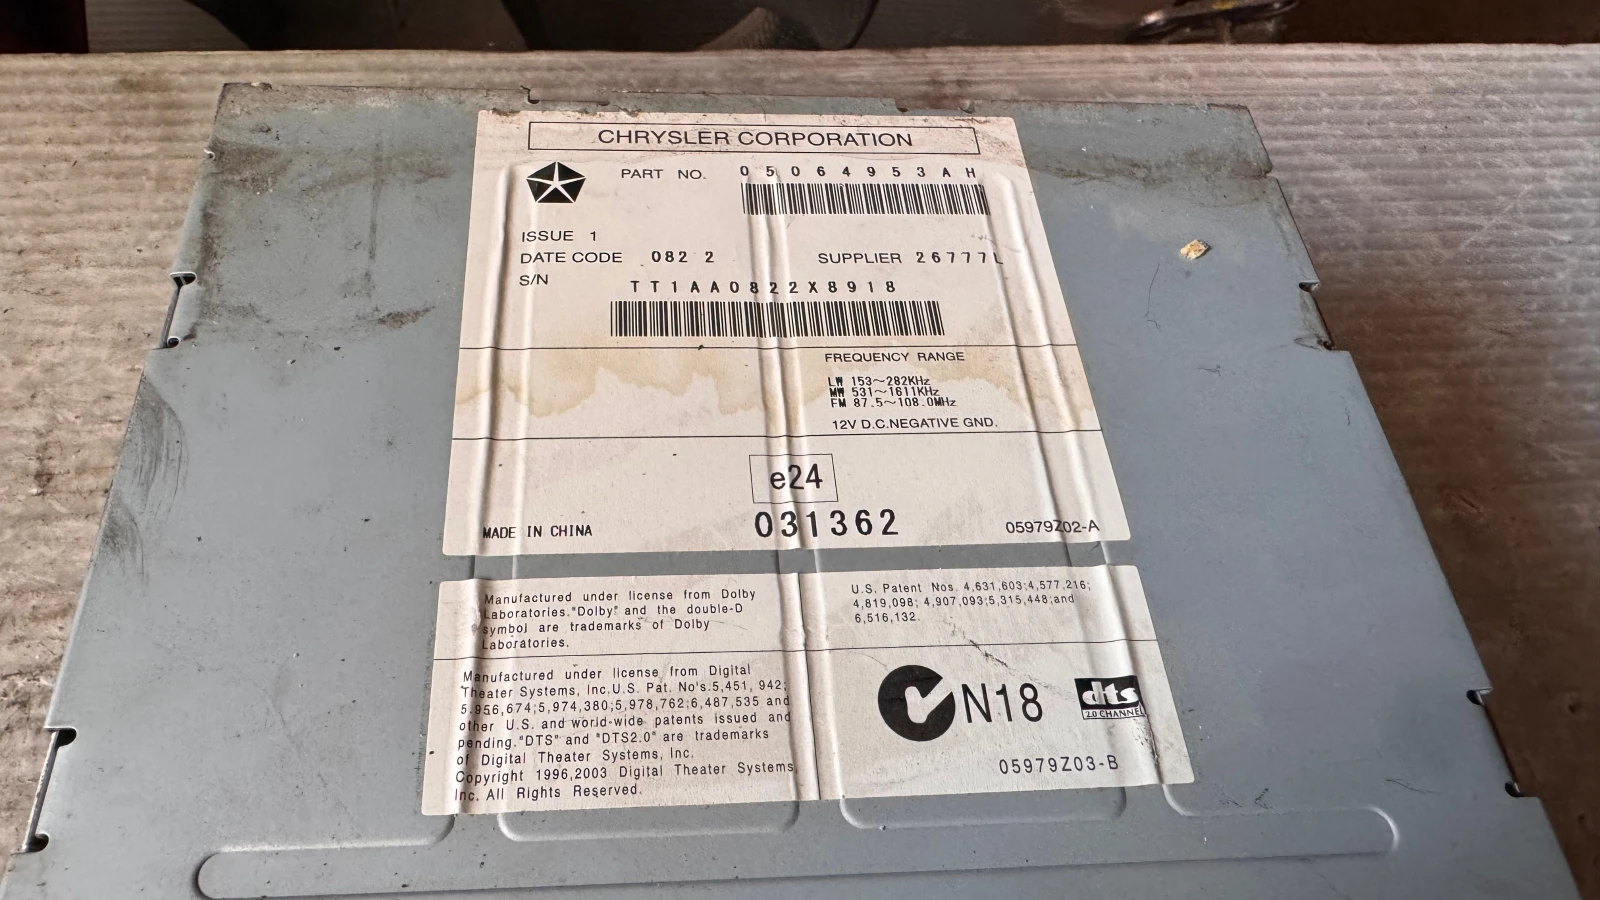 CHRYSLER CORPORATION
PART NO. 05064953AH
ISSUE 1
DATE CODE 082 2 SUPPLIER 26777L
S/N TT1AA0822X8918
FREQUENCY RANGE
LW 153~282KHz
MW 531~1611KHz
FM 87.5~108.0MHz
12V D.C.NEGATIVE GND.
e24
MADE IN CHINA 031362 05979Z02-A
Manufactured under license from Dolby
Laboratories."Dolby" and the double-D
symbol are trademarks of Dolby
Laboratories.
U.S. Patent Nos. 4,631,603;4,577,216;
4,819,098; 4,907,093;5,315,448;and
6,516,132.
Manufactured under license from Digital
Theater Systems, Inc.U.S. Pat. No's.5,451, 942;
5,956,674;5,974,380;5,978,762;6,487,535 and
other U.S. and world-wide patents issued and
pending."DTS" and "DTS2.0" are trademarks
of Digital Theater Systems, Inc.
Copyright 1996,2003 Digital Theater Systems,
Inc. All Rights Reserved.
N18
dts
2.0 CHANNEL
05979Z03-B